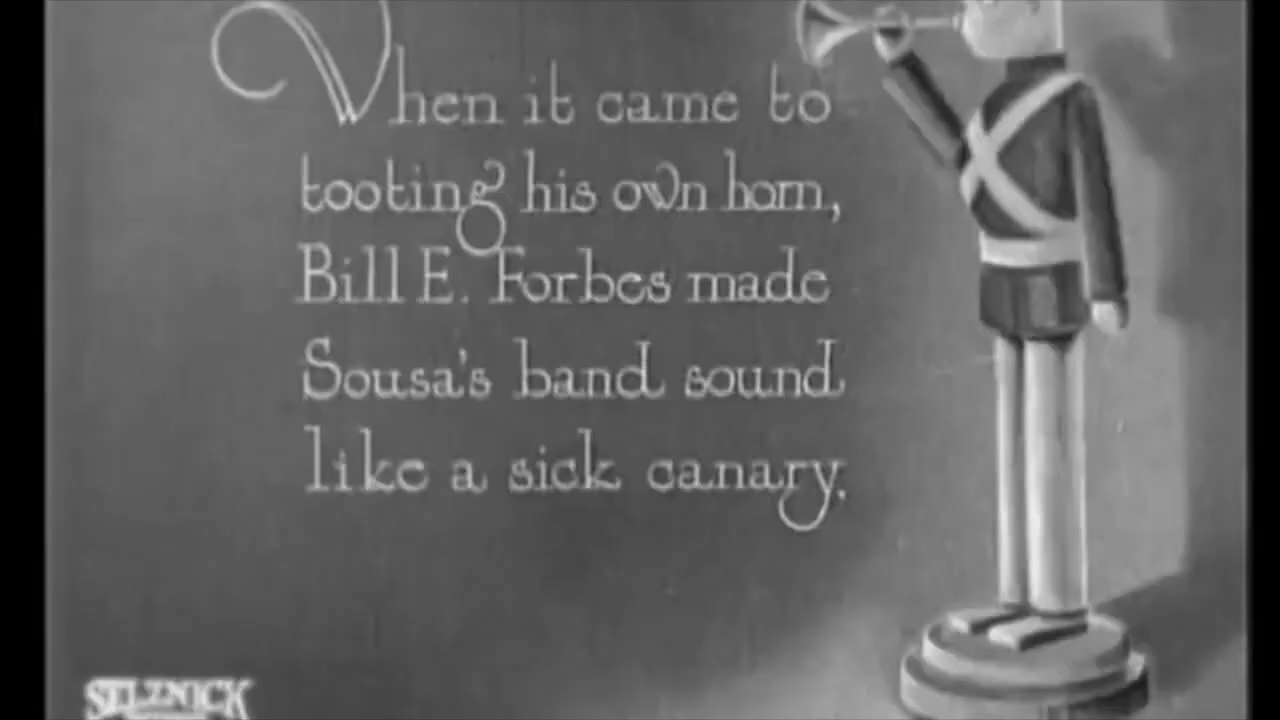 When it came to
tooting his own horn,
Bill E. Forbes made
Sousa's band sound
like a sick canary.
SELZNICK